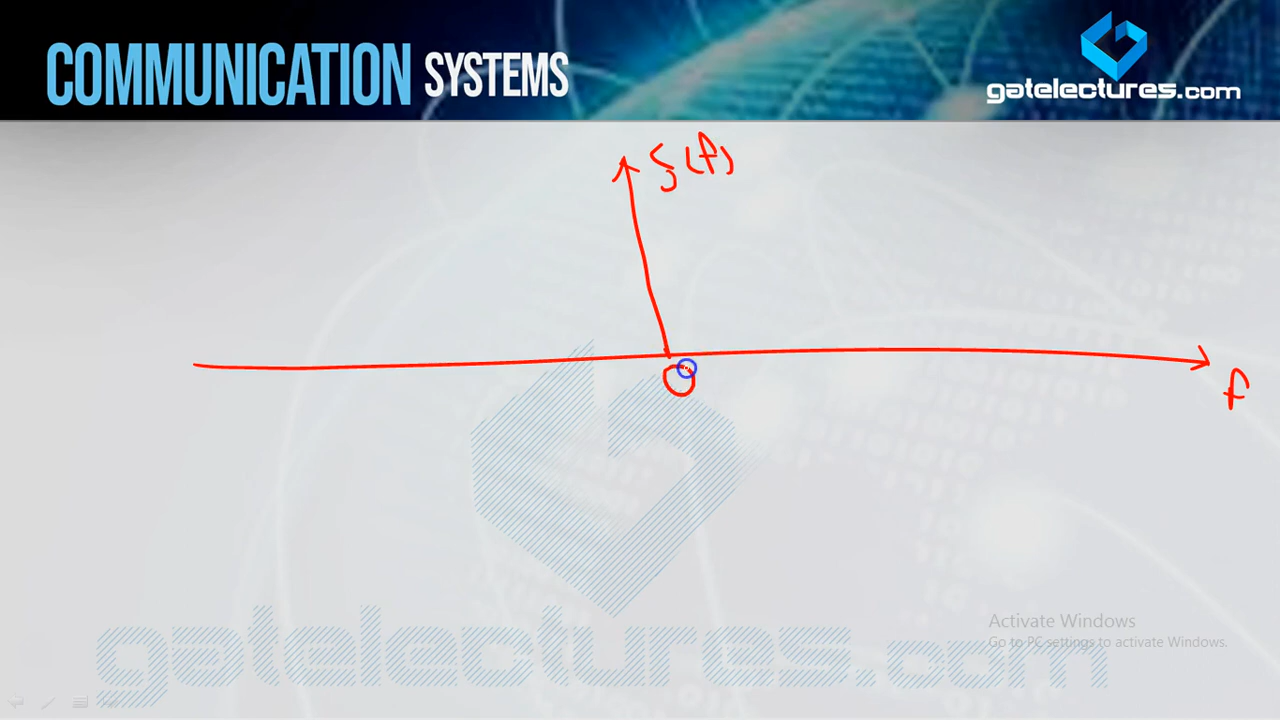 COMMUNICATION SYSTEMS
gatelectures.com
S(f)
0
f
gatelectures.com
Activate Windows
Go to PC settings to activate Windows.